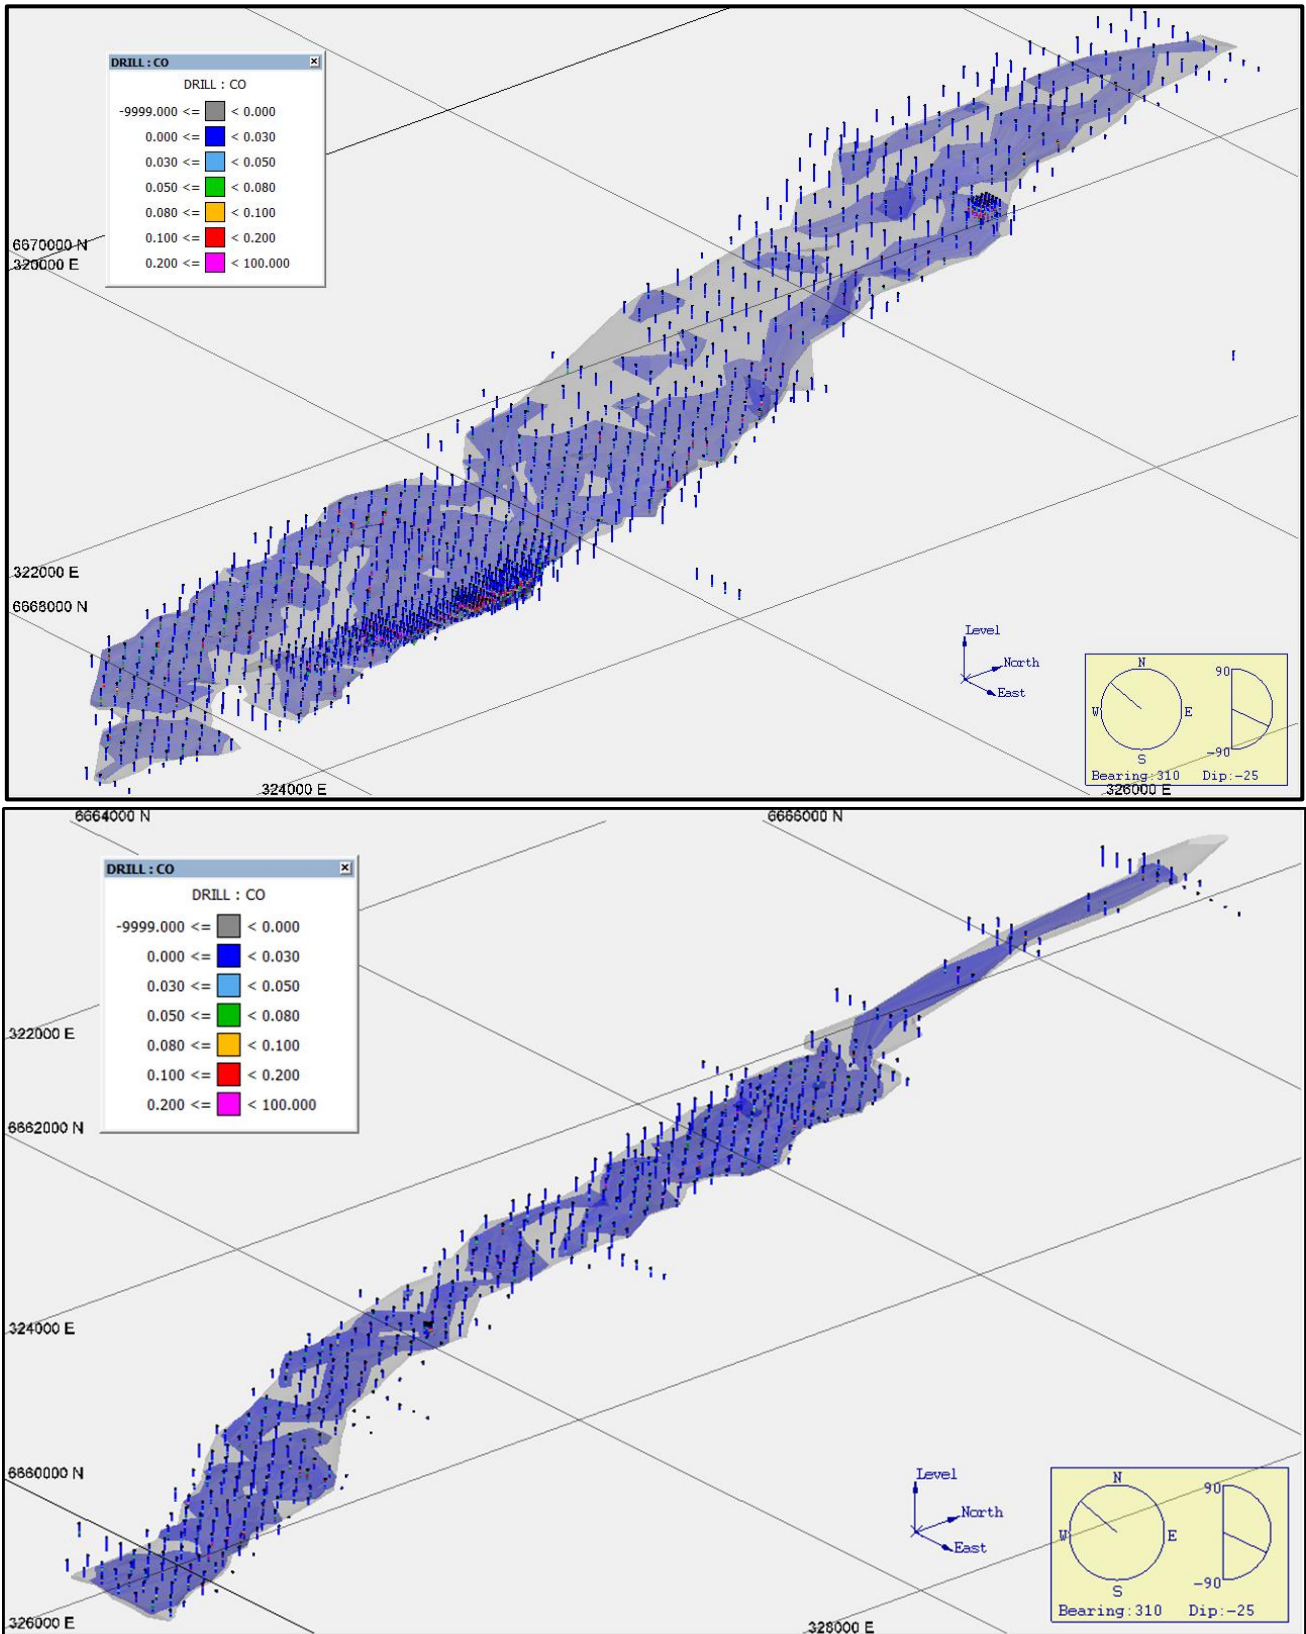 DRILL : CO
DRILL : CO
-9999.000 <= < 0.000
0.000 <= < 0.030
0.030 <= < 0.050
0.050 <= < 0.080
0.080 <= < 0.100
0.100 <= < 0.200
0.200 <= < 100.000
6670000 N
320000 E
322000 E
6668000 N
324000 E
326000 E
Level
North
East
N
W E
S
90
-90
Bearing:310 Dip:-25
6664000 N
6666000 N
DRILL : CO
DRILL : CO
-9999.000 <= < 0.000
0.000 <= < 0.030
0.030 <= < 0.050
0.050 <= < 0.080
0.080 <= < 0.100
0.100 <= < 0.200
0.200 <= < 100.000
322000 E
6662000 N
324000 E
6660000 N
326000 E
328000 E
Level
North
East
N
W E
S
90
-90
Bearing:310 Dip:-25